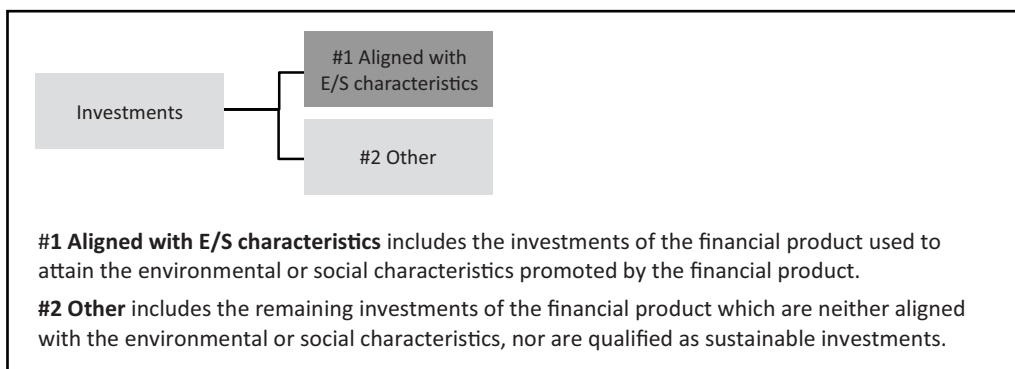 #1 Aligned with
E/S characteristics
Investments
#2 Other
#1 Aligned with E/S characteristics includes the investments of the financial product used to
attain the environmental or social characteristics promoted by the financial product.
#2 Other includes the remaining investments of the financial product which are neither aligned
with the environmental or social characteristics, nor are qualified as sustainable investments.